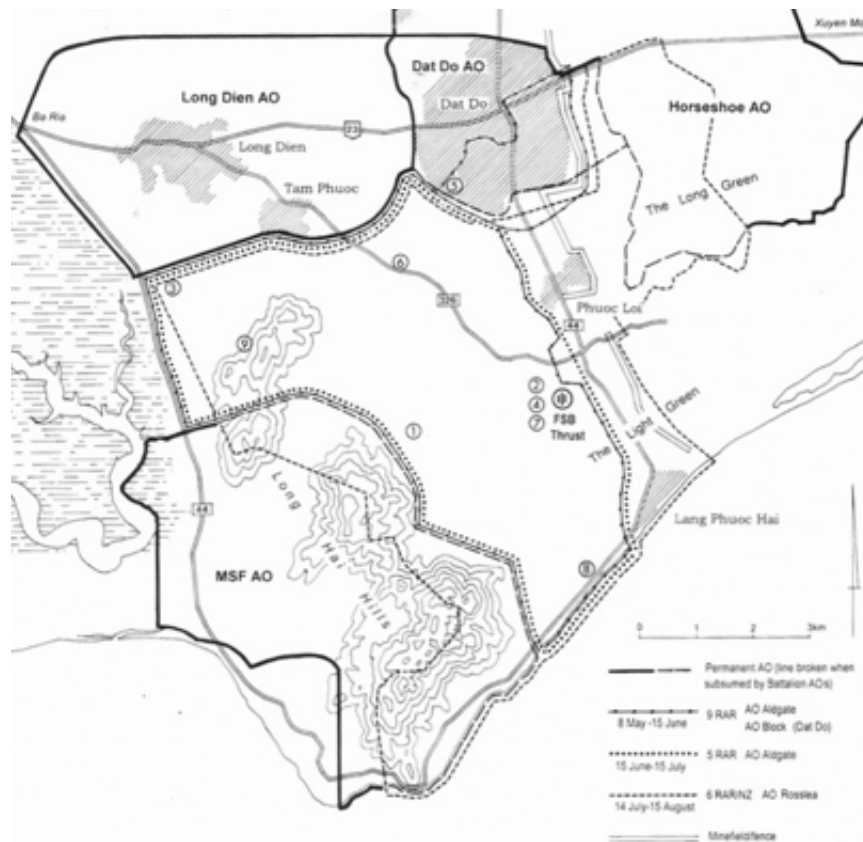 Xuyen Mo
Dat Do AO
Long Dien AO
Dat Do
Horseshoe AO
Ba Ria
23
Long Dien
Tam Phuoc
The Long Green
5
6
3
326
Phuoc Loi
44
9
2
4
FSB
7
Thrust
1
The Light Green
Long Hai Hills
44
Lang Phuoc Hai
8
MSF AO
0 1 2 3km
Permanent AO (line broken when
subsumed by Battalion AOs)
9 RAR AO Aldgate
8 May -15 June AO Block (Dat Do)
5 RAR AO Aldgate
15 June-15 July
6 RAR/NZ AO Rosslea
14 July-15 August
Minefield/fence